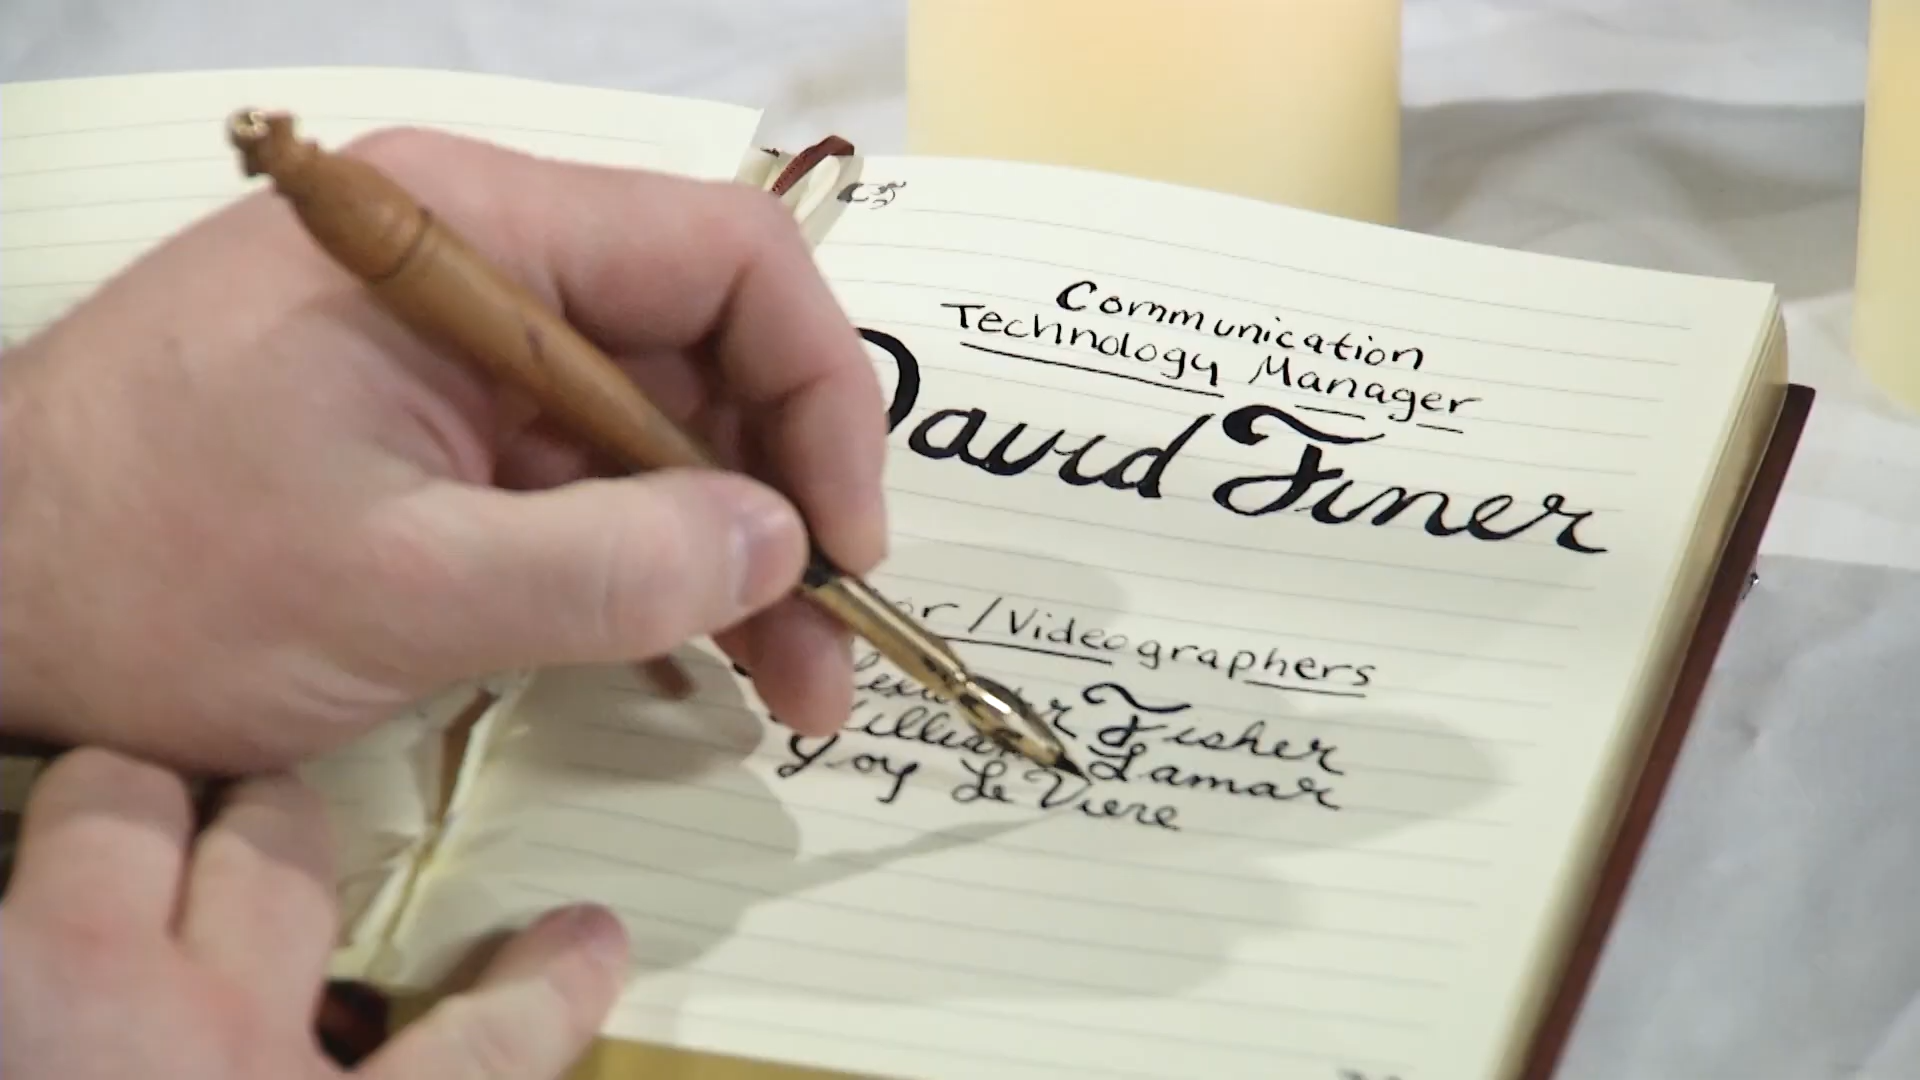 Communication
Technology Manager
David Finer
/Videographers
Fisher
Lamar
Joy LeViere